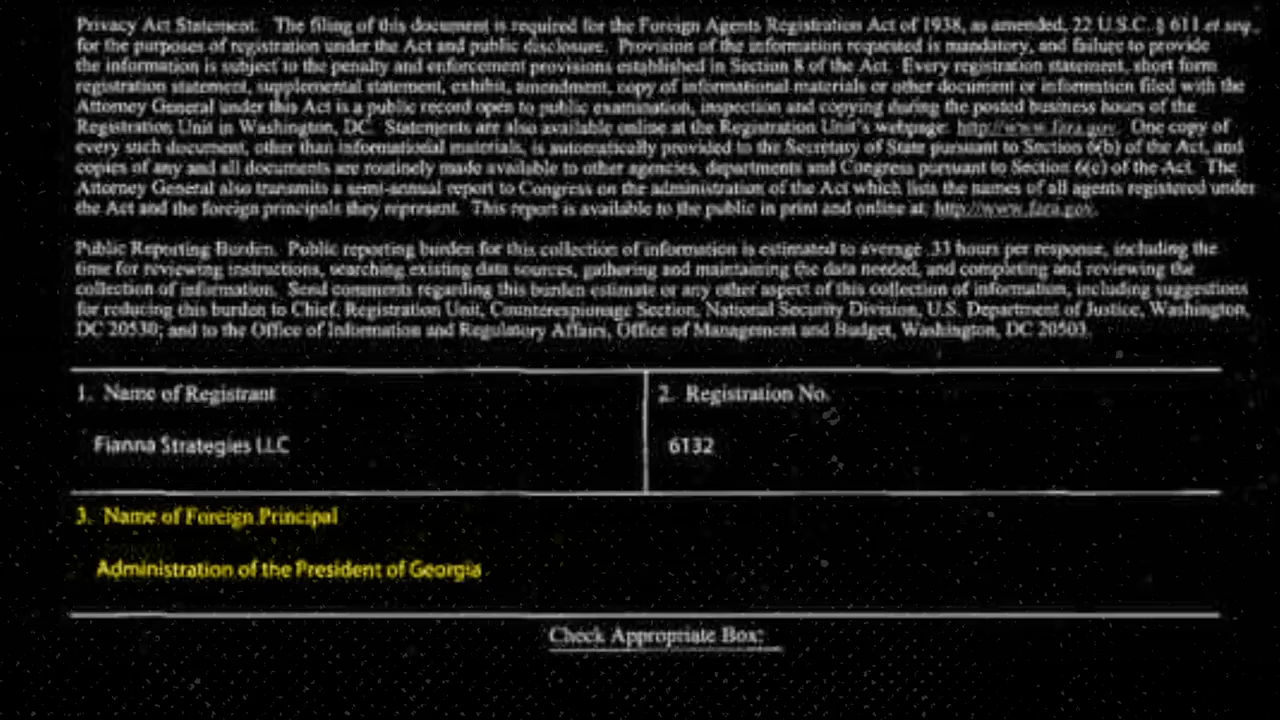 Privacy Act Statement. The filing of this document is required for the Foreign Agents Registration Act of 1938, as amended, 22 U.S.C. § 611 et seq.,
for the purposes of registration under the Act and public disclosure. Provision of the information requested is mandatory, and failure to provide
the information is subject to the penalty and enforcement provisions established in Section 8 of the Act. Every registration statement, short form
registration statement, supplemental statement, exhibit, amendment, copy of informational materials or other document or information filed with the
Attorney General under this Act is a public record open to public examination, inspection and copying during the posted business hours of the
Registration Unit in Washington, DC. Statements are also available online at the Registration Unit's webpage: http://www.fara.gov. One copy of
every such document, other than informational materials, is automatically provided to the Secretary of State pursuant to Section 6(b) of the Act, and
copies of any and all documents are routinely made available to other agencies, departments and Congress pursuant to Section 6(c) of the Act. The
Attorney General also transmits a semi-annual report to Congress on the administration of the Act which lists the names of all agents registered under
the Act and the foreign principals they represent. This report is available to the public in print and online at: http://www.fara.gov.
Public Reporting Burden. Public reporting burden for this collection of information is estimated to average .33 hours per response, including the
time for reviewing instructions, searching existing data sources, gathering and maintaining the data needed, and completing and reviewing the
collection of information. Send comments regarding this burden estimate or any other aspect of this collection of information, including suggestions
for reducing this burden to Chief, Registration Unit, Counterespionage Section, National Security Division, U.S. Department of Justice, Washington,
DC 20530; and to the Office of Information and Regulatory Affairs, Office of Management and Budget, Washington, DC 20503.
1. Name of Registrant
2. Registration No.
Fianna Strategies LLC
6132
3. Name of Foreign Principal
Administration of the President of Georgia
Check Appropriate Box: